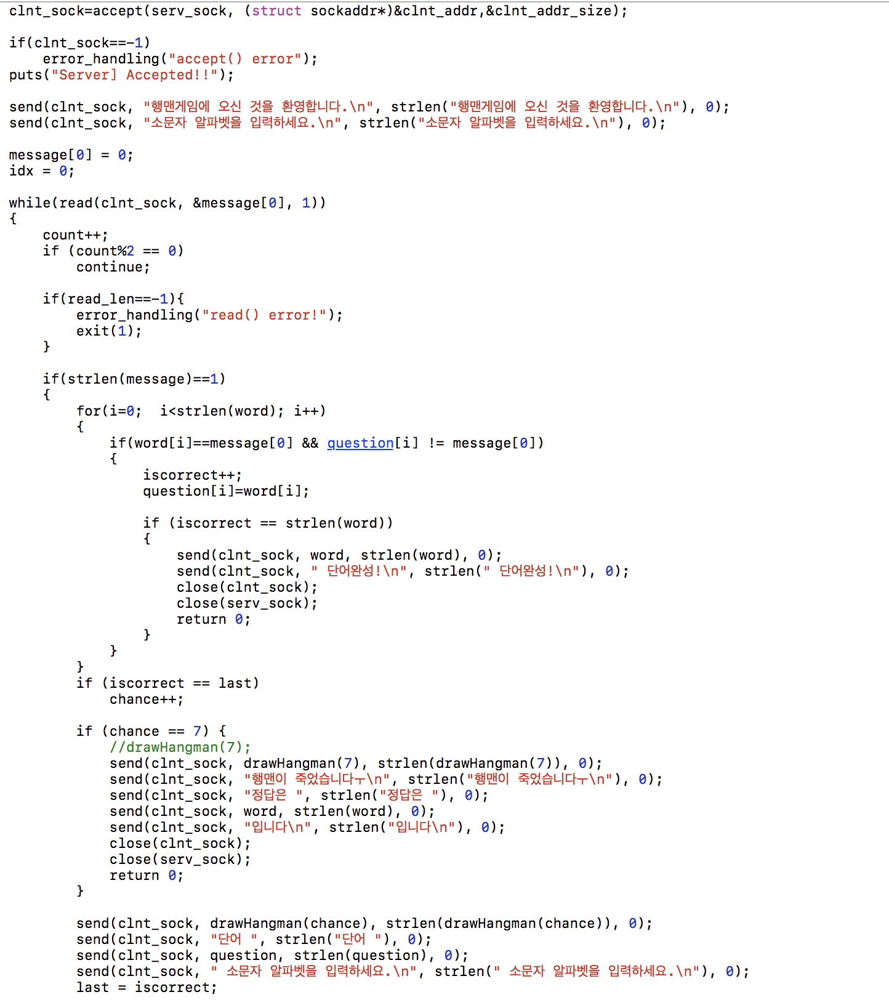 clnt_sock=accept(serv_sock, (struct sockaddr*)&clnt_addr,&clnt_addr_size);
if(clnt_sock==-1)
error_handling("accept() error");
puts("Server] Accepted!!");
send(clnt_sock, "행맨게임에 오신 것을 환영합니다.\n", strlen("행맨게임에 오신 것을 환영합니다.\n"), 0);
send(clnt_sock, "소문자 알파벳을 입력하세요.\n", strlen("소문자 알파벳을 입력하세요.\n"), 0);
message[0] = 0;
idx = 0;
while(read(clnt_sock, &message[0], 1))
{
count++;
if (count%2 == 0)
continue;
if(read_len==-1){
error_handling("read() error!");
exit(1);
}
if(strlen(message)==1)
{
for(i=0;  i<strlen(word); i++)
{
if(word[i]==message[0] && question[i] != message[0])
{
iscorrect++;
question[i]=word[i];
if (iscorrect == strlen(word))
{
send(clnt_sock, word, strlen(word), 0);
send(clnt_sock, " 단어완성!\n", strlen(" 단어완성!\n"), 0);
close(clnt_sock);
close(serv_sock);
return 0;
}
}
}
if (iscorrect == last)
chance++;
if (chance == 7) {
//drawHangman(7);
send(clnt_sock, drawHangman(7), strlen(drawHangman(7)), 0);
send(clnt_sock, "행맨이 죽었습니다ㅜ\n", strlen("행맨이 죽었습니다ㅜ\n"), 0);
send(clnt_sock, "정답은 ", strlen("정답은 "), 0);
send(clnt_sock, word, strlen(word), 0);
send(clnt_sock, "입니다\n", strlen("입니다\n"), 0);
close(clnt_sock);
close(serv_sock);
return 0;
}
send(clnt_sock, drawHangman(chance), strlen(drawHangman(chance)), 0);
send(clnt_sock, "단어 ", strlen("단어 "), 0);
send(clnt_sock, question, strlen(question), 0);
send(clnt_sock, " 소문자 알파벳을 입력하세요.\n", strlen(" 소문자 알파벳을 입력하세요.\n"), 0);
last = iscorrect;